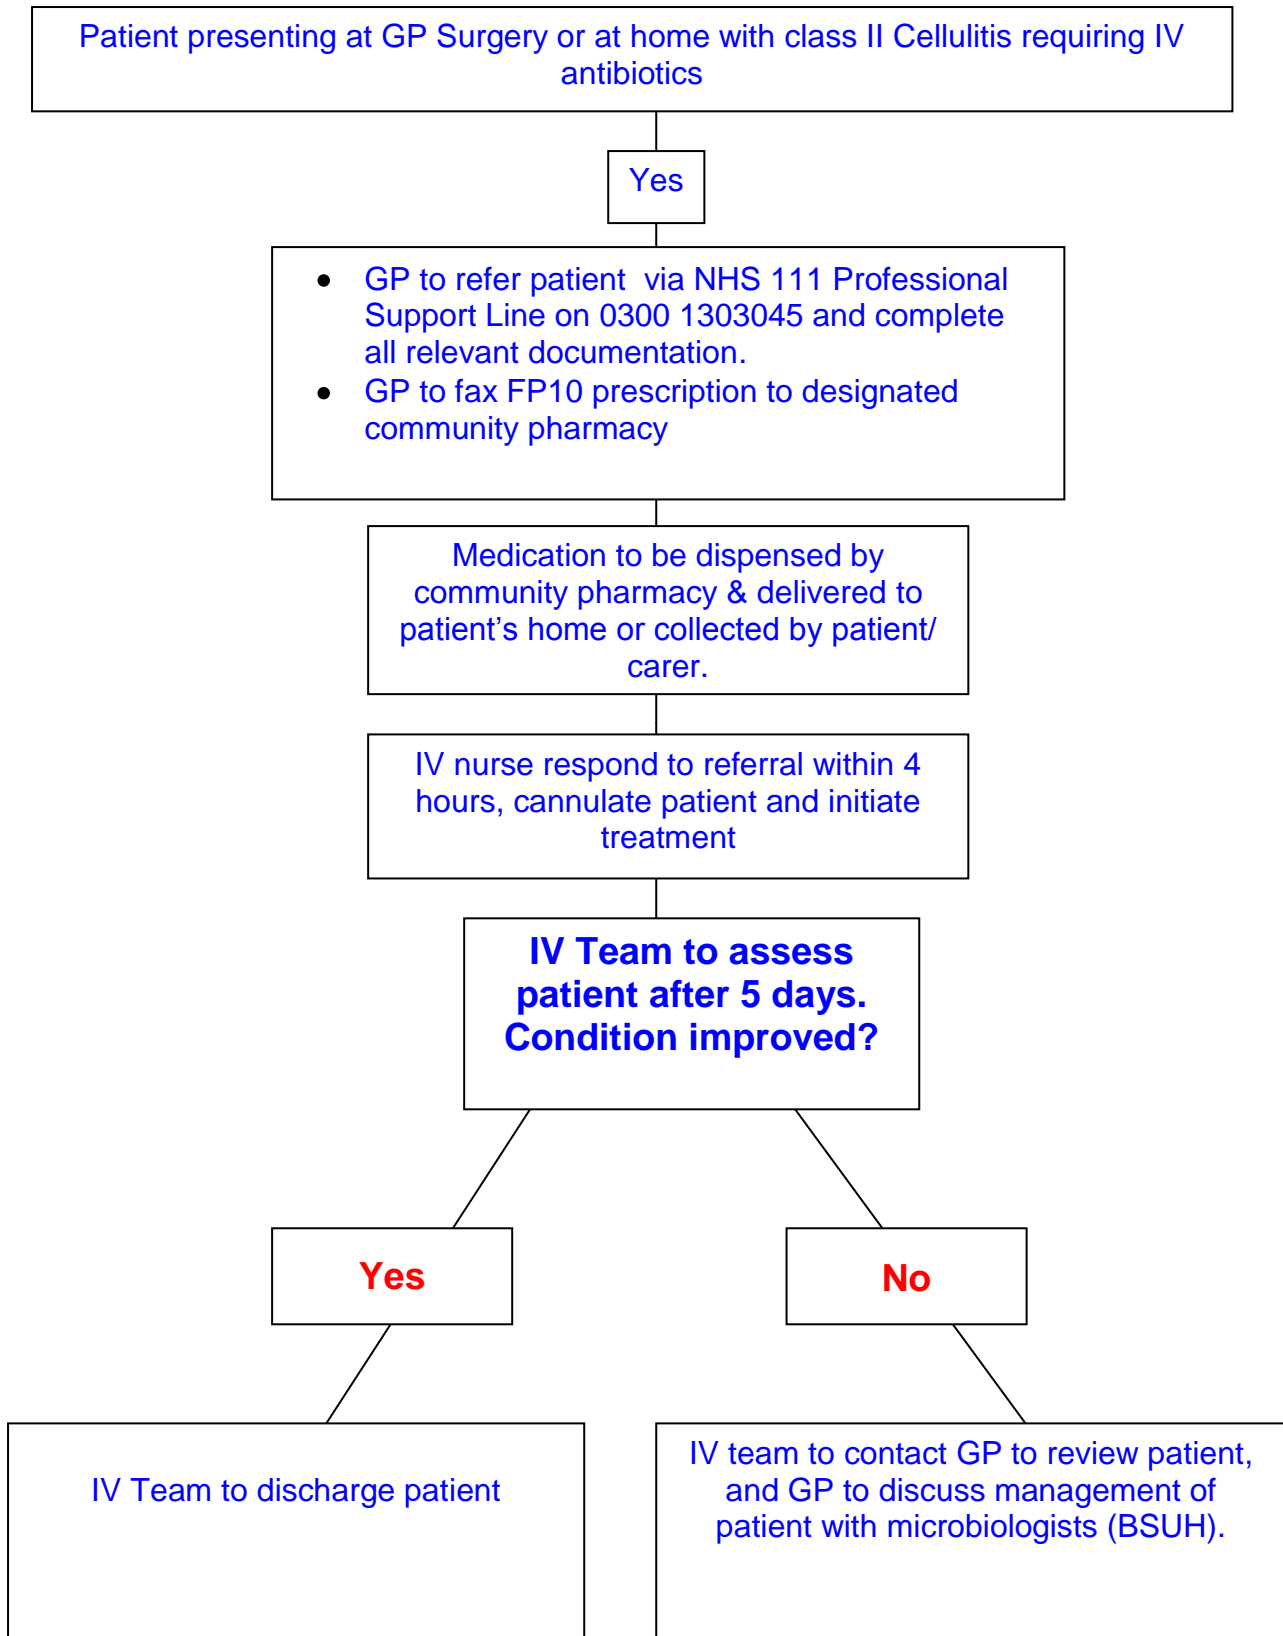 Patient presenting at GP Surgery or at home with class II Cellulitis requiring IV
antibiotics
Yes
● GP to refer patient  via NHS 111 Professional
Support Line on 0300 1303045 and complete
all relevant documentation.
● GP to fax FP10 prescription to designated
community pharmacy
Medication to be dispensed by
community pharmacy & delivered to
patient’s home or collected by patient/
carer.
IV nurse respond to referral within 4
hours, cannulate patient and initiate
treatment
IV Team to assess
patient after 5 days.
Condition improved?
Yes
No
IV Team to discharge patient
IV team to contact GP to review patient,
and GP to discuss management of
patient with microbiologists (BSUH).